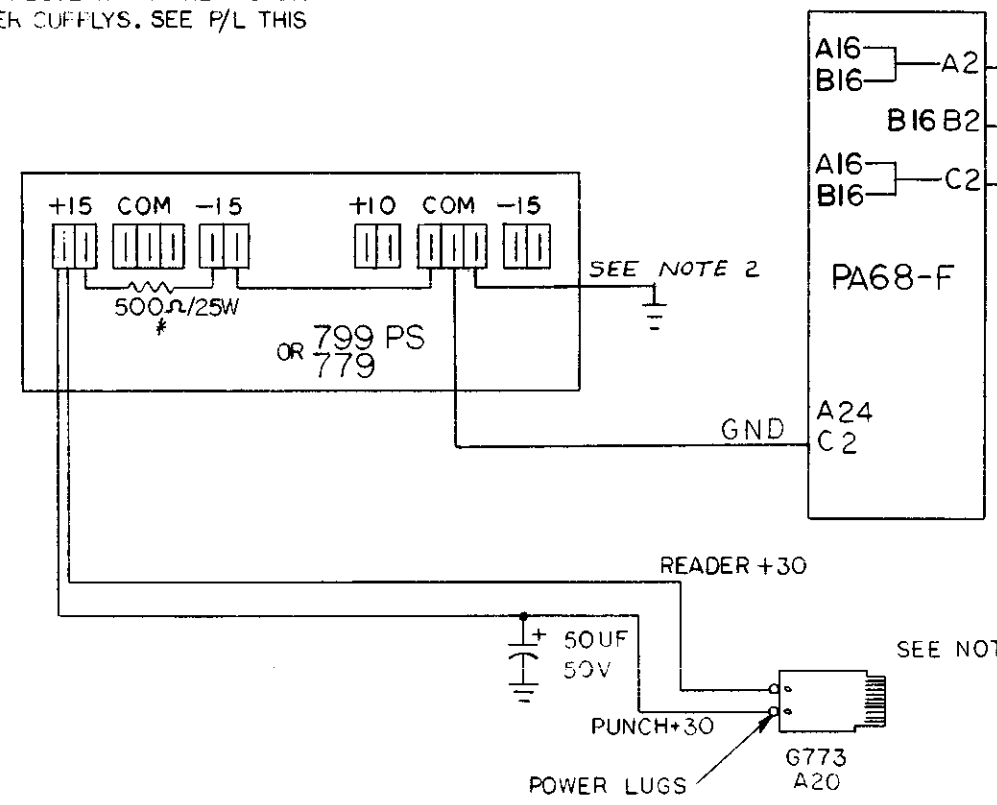 ER CUFFLYS. SEE P/L THIS
A16
B16
A2
B16 B2
A16
B16
C2
PA68-F
A24
C2
+15 COM -15
+10 COM -15
500Ω/25W
*
OR 799 PS
779
SEE NOTE 2
GND
READER +30
+ 50UF
50V
PUNCH+30
POWER LUGS
G773
A20
SEE NOT